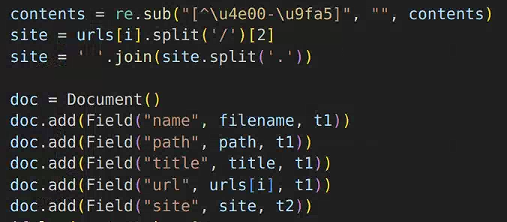 contents = re.sub("[^\u4e00-\u9fa5]", "", contents)
site = urls[i].split('/')[2]
site = ' '.join(site.split('.'))
doc = Document()
doc.add(Field("name", filename, t1))
doc.add(Field("path", path, t1))
doc.add(Field("title", title, t1))
doc.add(Field("url", urls[i], t1))
doc.add(Field("site", site, t2))